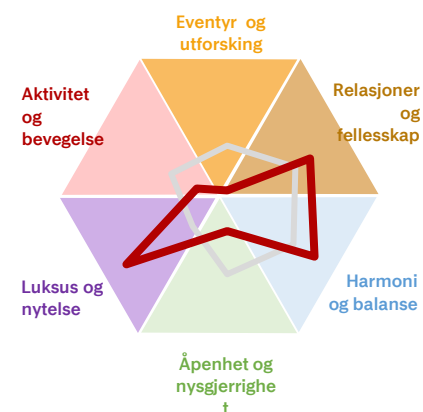 Eventyr og
utforsking
Aktivitet
og
bevegelse
Relasjoner
og
fellesskap
Luksus og
nytelse
Harmoni
og balanse
Åpenhet og
nysgjerrighe
t